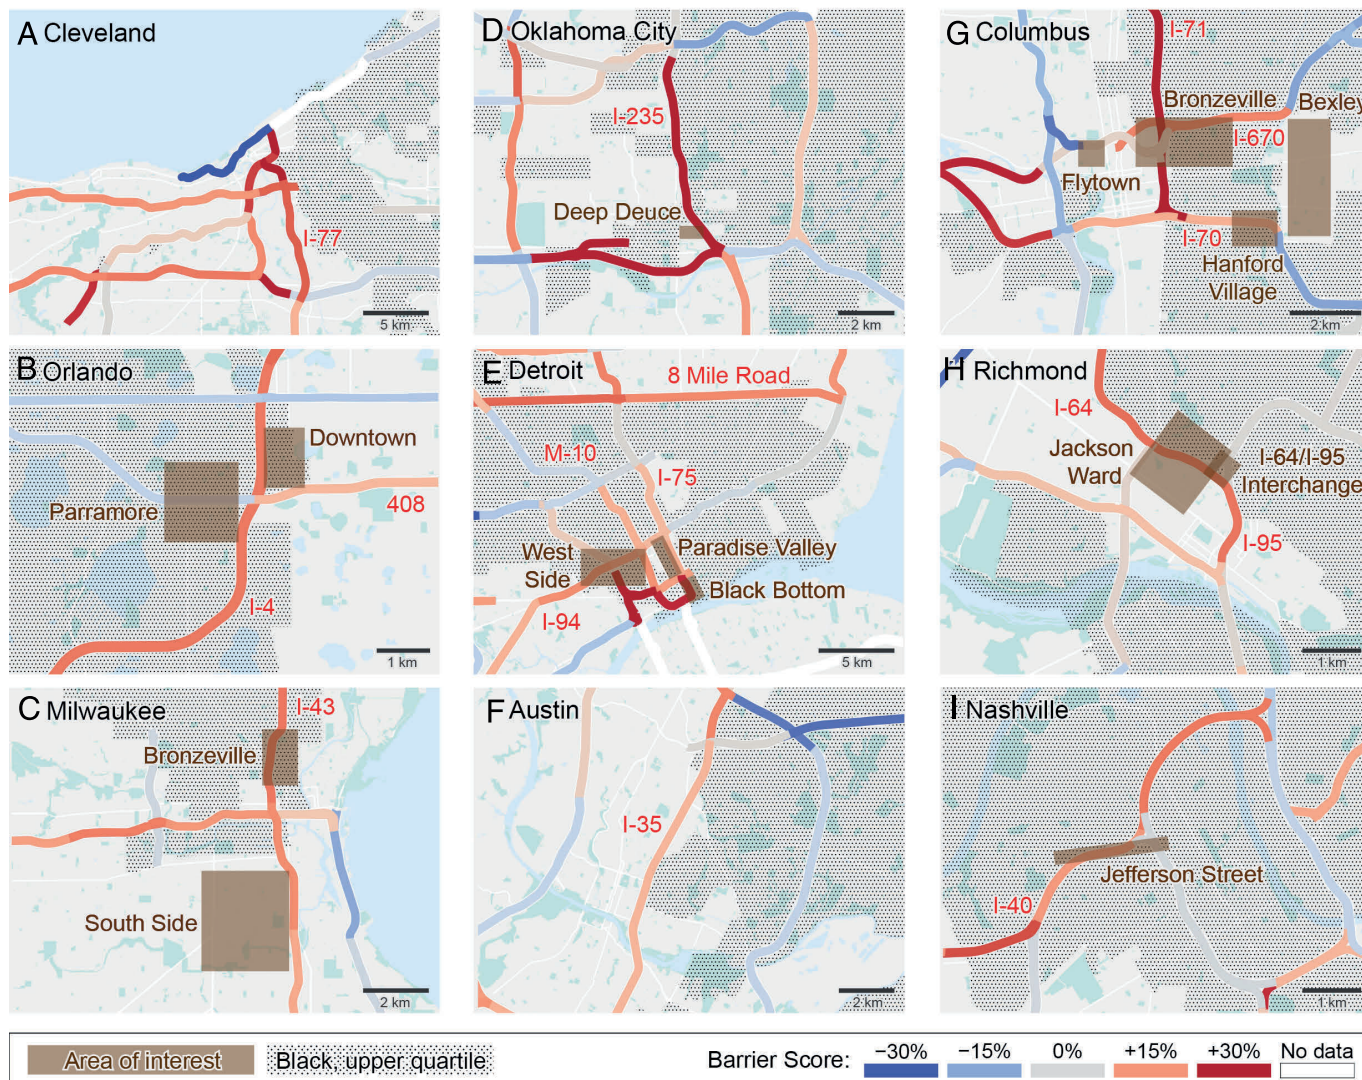 A Cleveland
I-77
5 km
B Orlando
Downtown
408
Parramore
I-4
1 km
C Milwaukee
I-43
Bronzeville
South Side
2 km
D Oklahoma City
I-235
Deep Deuce
2 km
E Detroit
8 Mile Road
M-10
I-75
West
Side
Paradise Valley
Black Bottom
I-94
5 km
F Austin
I-35
2 km
G Columbus
I-71
Bronzeville
Bexley
I-670
Flytown
I-70
Hanford
Village
2 km
H Richmond
I-64
Jackson
Ward
I-64/I-95
Interchange
I-95
1 km
I Nashville
Jefferson Street
I-40
1 km
Area of interest
Black, upper quartile
Barrier Score:
−30%
−15%
0%
+15%
+30%
No data